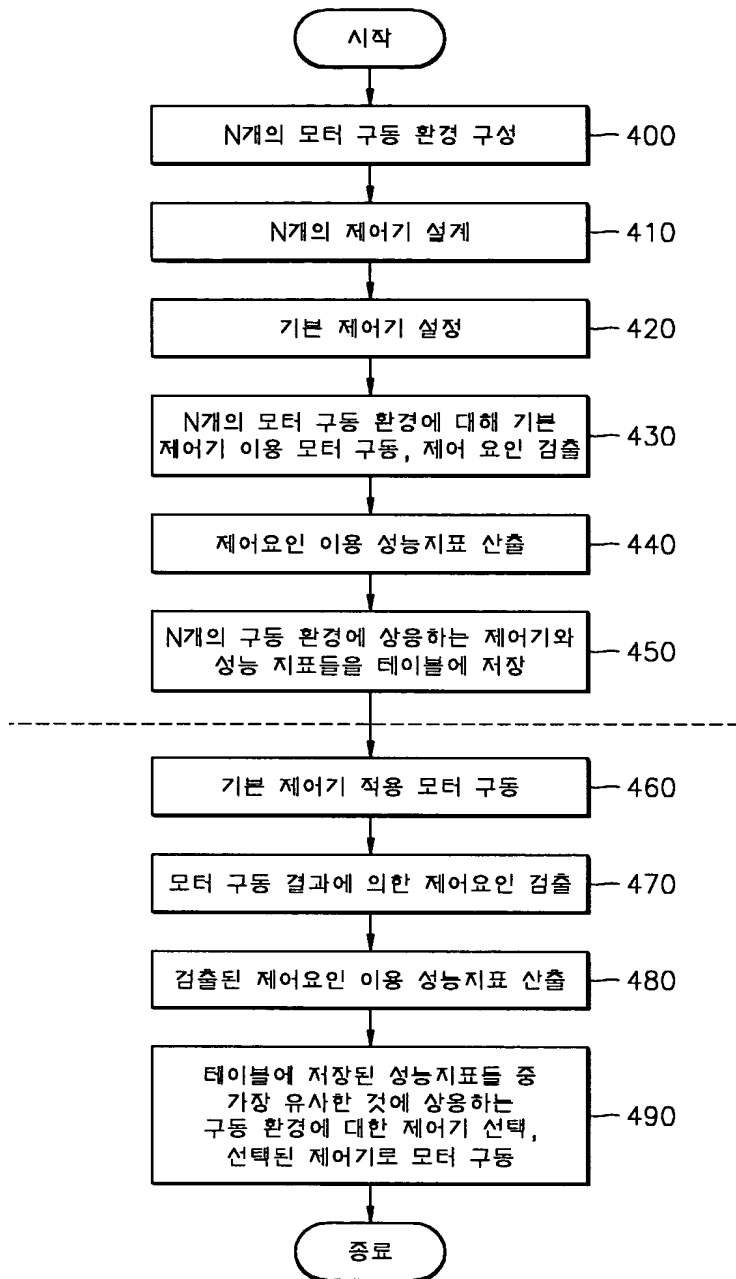 시작
N개의 모터 구동 환경 구성
400
N개의 제어기 설계
410
기본 제어기 설정
420
N개의 모터 구동 환경에 대해 기본
제어기 이용 모터 구동, 제어 요인 검출
430
제어요인 이용 성능지표 산출
440
N개의 구동 환경에 상응하는 제어기와
성능 지표들을 테이블에 저장
450
기본 제어기 적용 모터 구동
460
모터 구동 결과에 의한 제어요인 검출
470
검출된 제어요인 이용 성능지표 산출
480
테이블에 저장된 성능지표들 중
가장 유사한 것에 상응하는
구동 환경에 대한 제어기 선택,
선택된 제어기로 모터 구동
490
종료